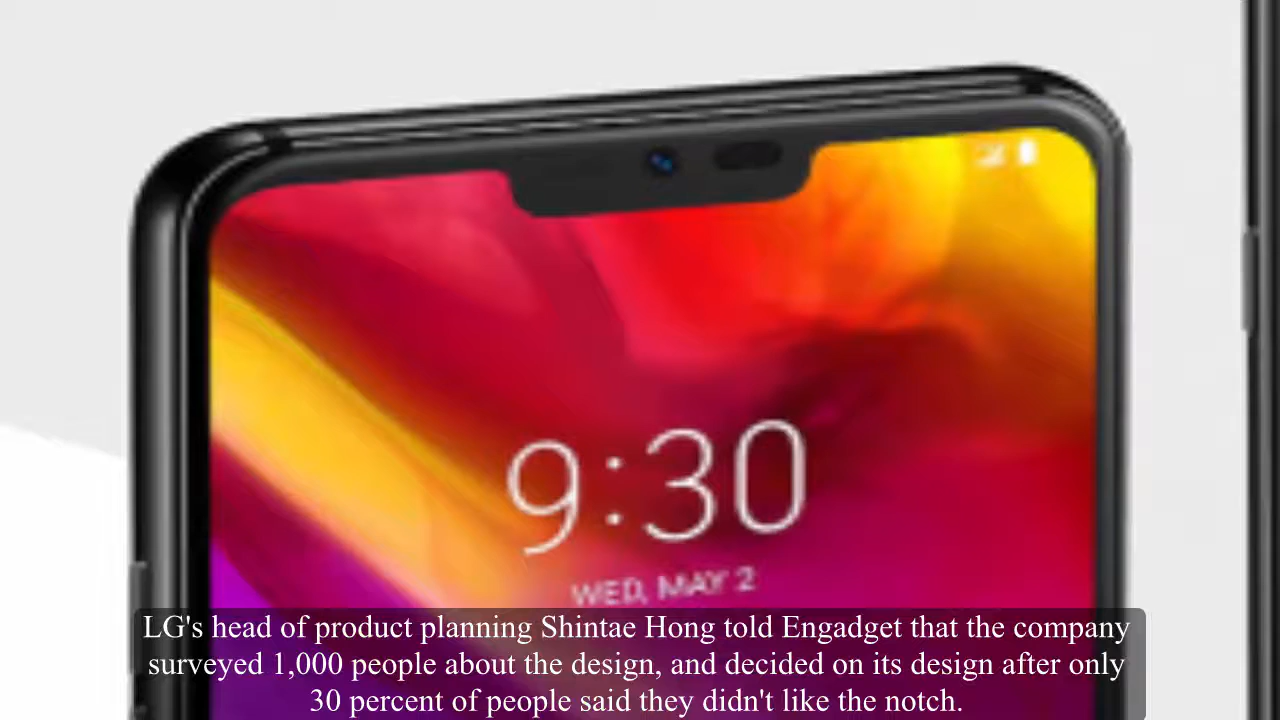 9:30
WED, MAY 2
LG's head of product planning Shintae Hong told Engadget that the company
surveyed 1,000 people about the design, and decided on its design after only
30 percent of people said they didn't like the notch.